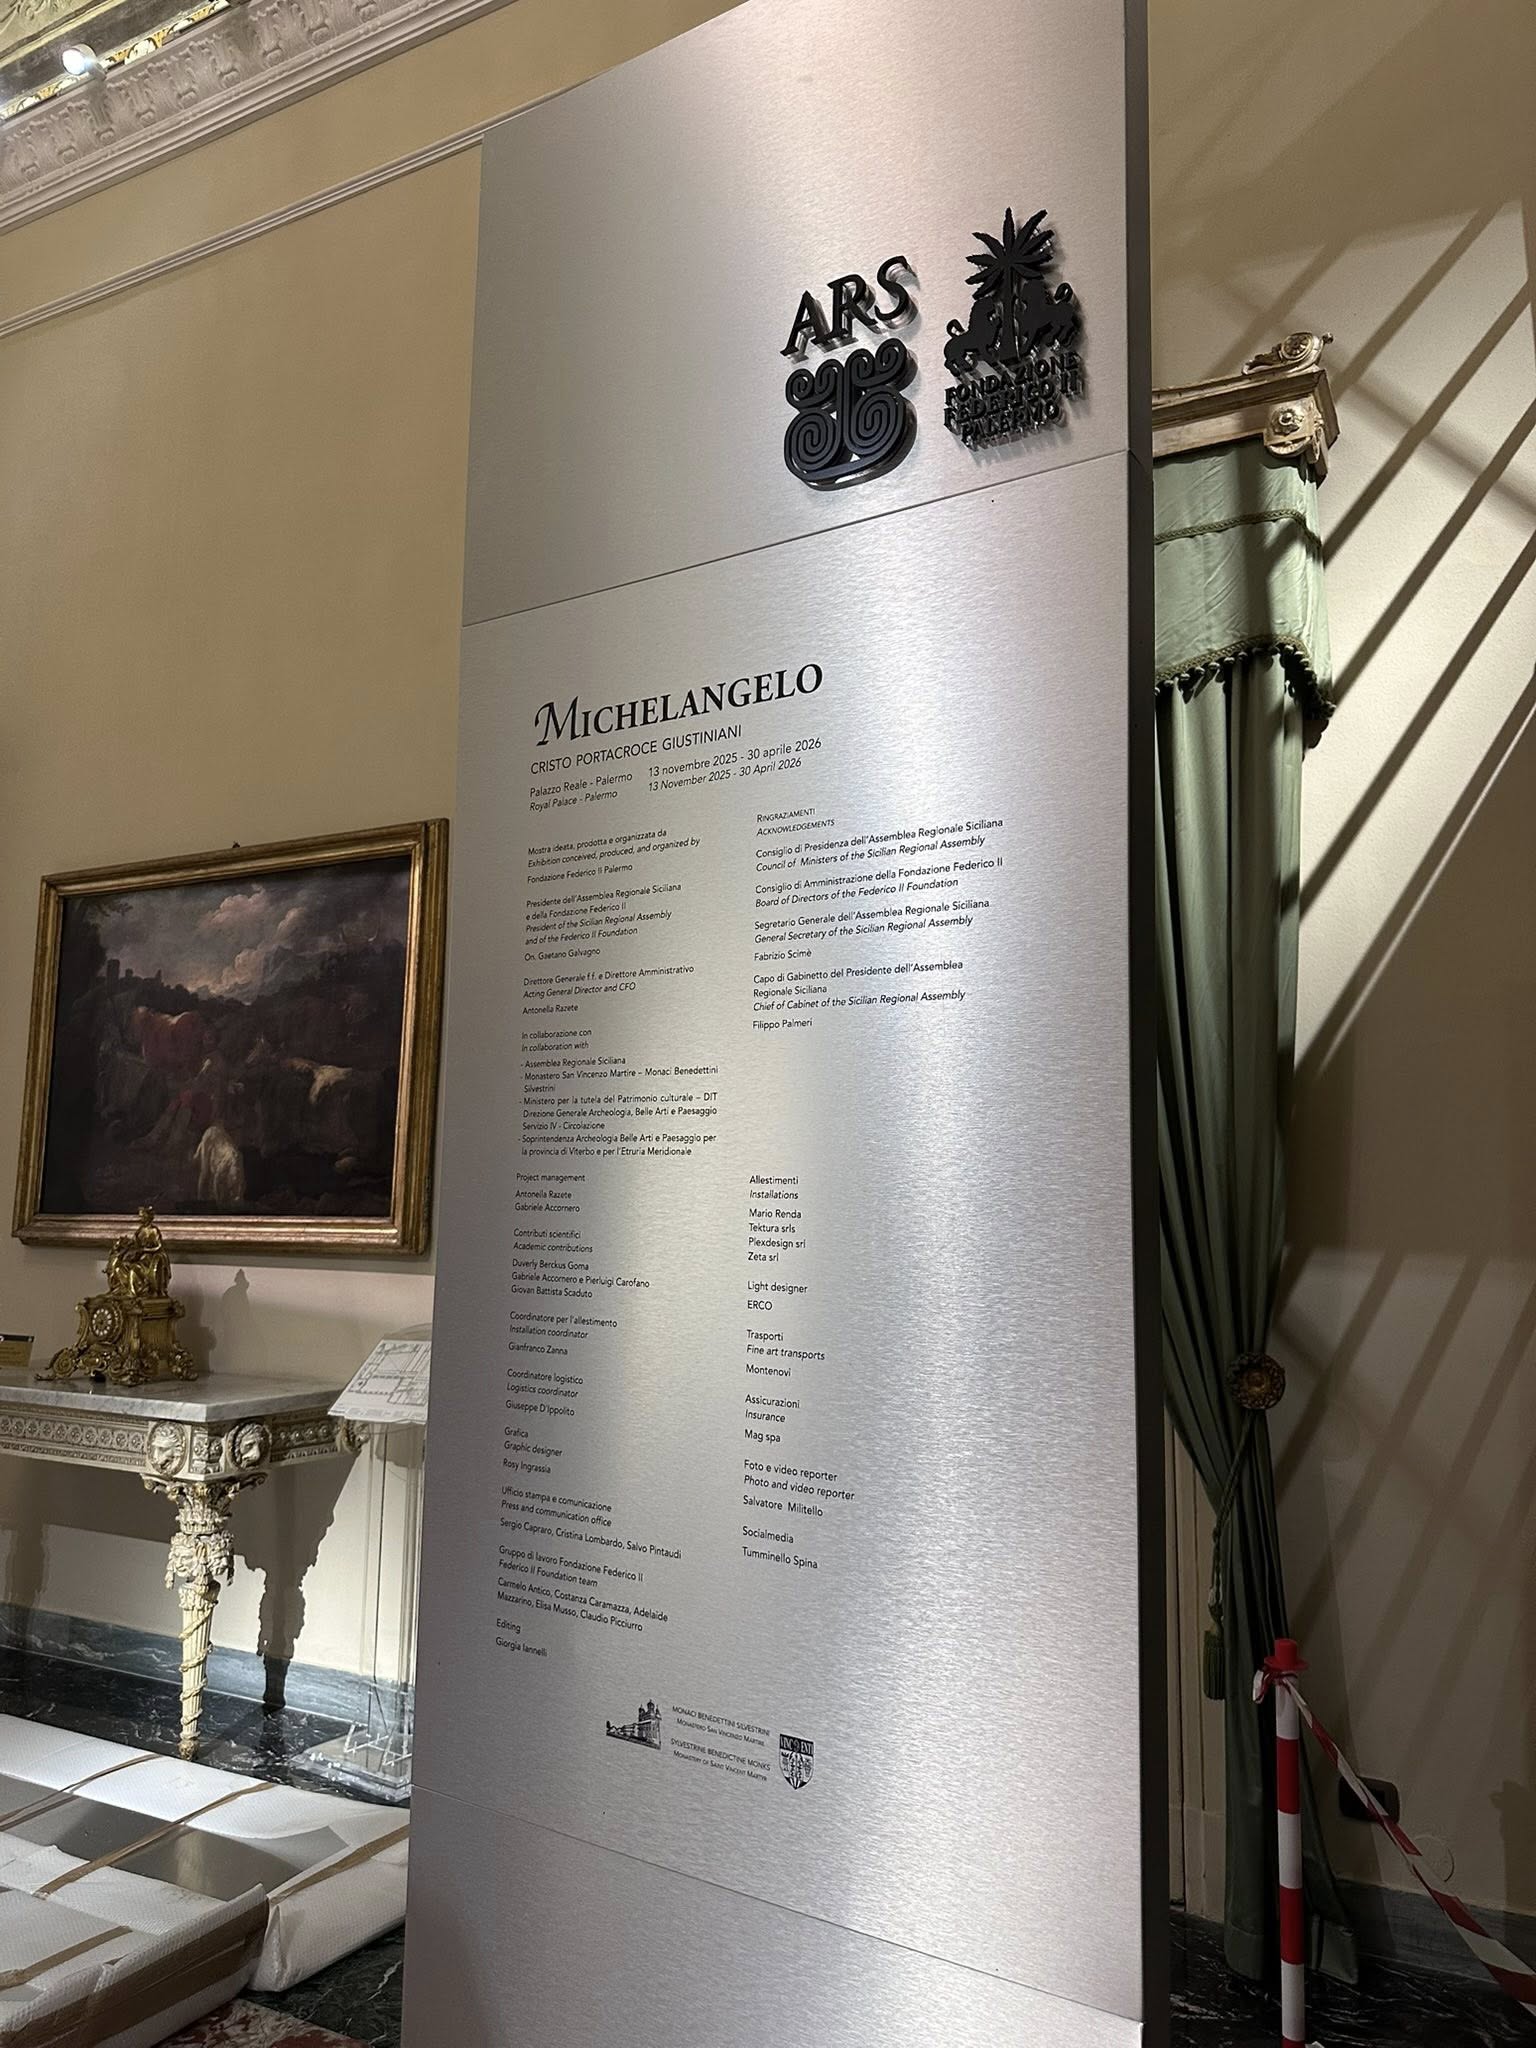 ARS
FONDAZIONE
FEDERICO II
PALERMO
MICHELANGELO
CRISTO PORTACROCE GIUSTINIANI
Palazzo Reale - Palermo
Royal Palace - Palermo
13 novembre 2025 - 30 aprile 2026
13 November 2025 - 30 April 2026
Mostra ideata, prodotta e organizzata da
Exhibition conceived, produced, and organized by
Fondazione Federico II Palermo
Presidente dell'Assemblea Regionale Siciliana
e della Fondazione Federico II
President of the Sicilian Regional Assembly
and of the Federico II Foundation
On. Gaetano Galvagno
Direttore Generale f.f. e Direttore Amministrativo
Acting General Director and CFO
Antonella Razete
In collaborazione con
In collaboration with
- Assemblea Regionale Siciliana
- Monastero San Vincenzo Martire – Monaci Benedettini
Silvestrini
- Ministero per la tutela del Patrimonio culturale – DIT
Direzione Generale Archeologia, Belle Arti e Paesaggio
Servizio IV - Circolazione
- Soprintendenza Archeologia Belle Arti e Paesaggio per
la provincia di Viterbo e per l'Etruria Meridionale
Project management
Antonella Razete
Gabriele Accornero
Contributi scientifici
Academic contributions
Duverly Berckus Goma
Gabriele Accornero e Pierluigi Carofano
Giovan Battista Scaduto
Coordinatore per l'allestimento
Installation coordinator
Gianfranco Zanna
Coordinatore logistico
Logistics coordinator
Giuseppe D'Ippolito
Grafica
Graphic designer
Rosy Ingrassia
Ufficio stampa e comunicazione
Press and communication office
Sergio Capraro, Cristina Lombardo, Salvo Pintaudi
Gruppo di lavoro Fondazione Federico II
Federico II Foundation team
Carmelo Antico, Costanza Caramazza, Adelaide
Mazzarino, Elisa Musso, Claudio Picciurro
Editing
Giorgia Iannelli
RINGRAZIAMENTI
ACKNOWLEDGEMENTS
Consiglio di Presidenza dell'Assemblea Regionale Siciliana
Council of Ministers of the Sicilian Regional Assembly
Consiglio di Amministrazione della Fondazione Federico II
Board of Directors of the Federico II Foundation
Segretario Generale dell'Assemblea Regionale Siciliana
General Secretary of the Sicilian Regional Assembly
Fabrizio Scimè
Capo di Gabinetto del Presidente dell'Assemblea
Regionale Siciliana
Chief of Cabinet of the Sicilian Regional Assembly
Filippo Palmeri
Allestimenti
Installations
Mario Renda
Tektura srls
Plexdesign srl
Zeta srl
Light designer
ERCO
Trasporti
Fine art transports
Montenovi
Assicurazioni
Insurance
Mag spa
Foto e video reporter
Photo and video reporter
Salvatore Militello
Socialmedia
Tumminello Spina
MONACI BENEDETTINI SILVESTRINI
MONASTERO SAN VINCENZO MARTIRE
SYLVESTRINE BENEDICTINE MONKS
MONASTERY OF SAINT VINCENT MARTYR